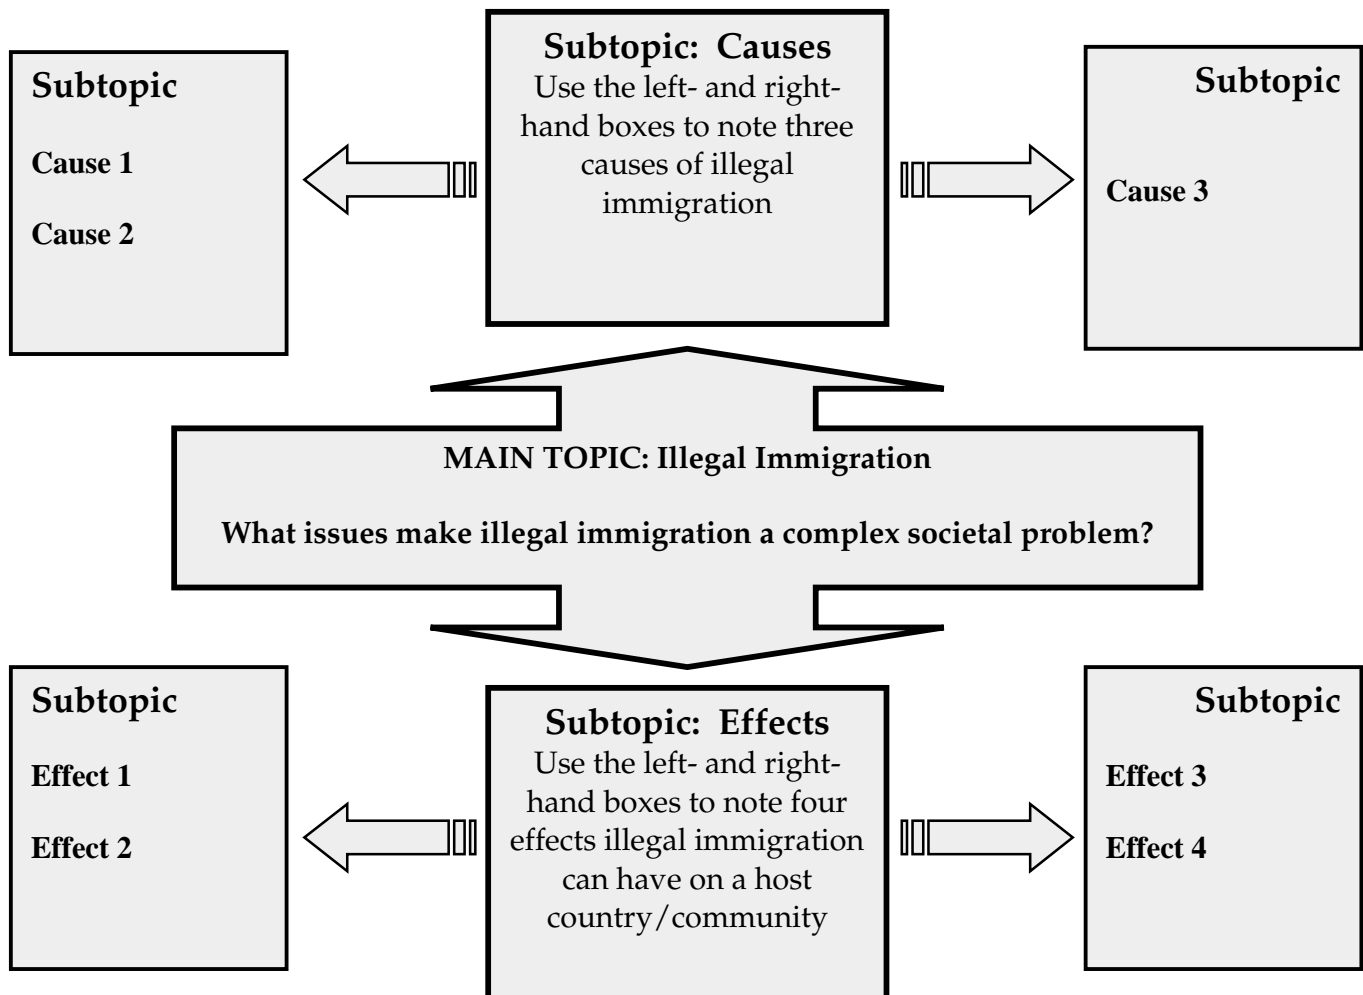 Subtopic
Cause 1
Cause 2
Subtopic: Causes
Use the left- and right-
hand boxes to note three
causes of illegal
immigration
Subtopic
Cause 3
MAIN TOPIC: Illegal Immigration
What issues make illegal immigration a complex societal problem?
Subtopic
Effect 1
Effect 2
Subtopic: Effects
Use the left- and right-
hand boxes to note four
effects illegal immigration
can have on a host
country/community
Subtopic
Effect 3
Effect 4